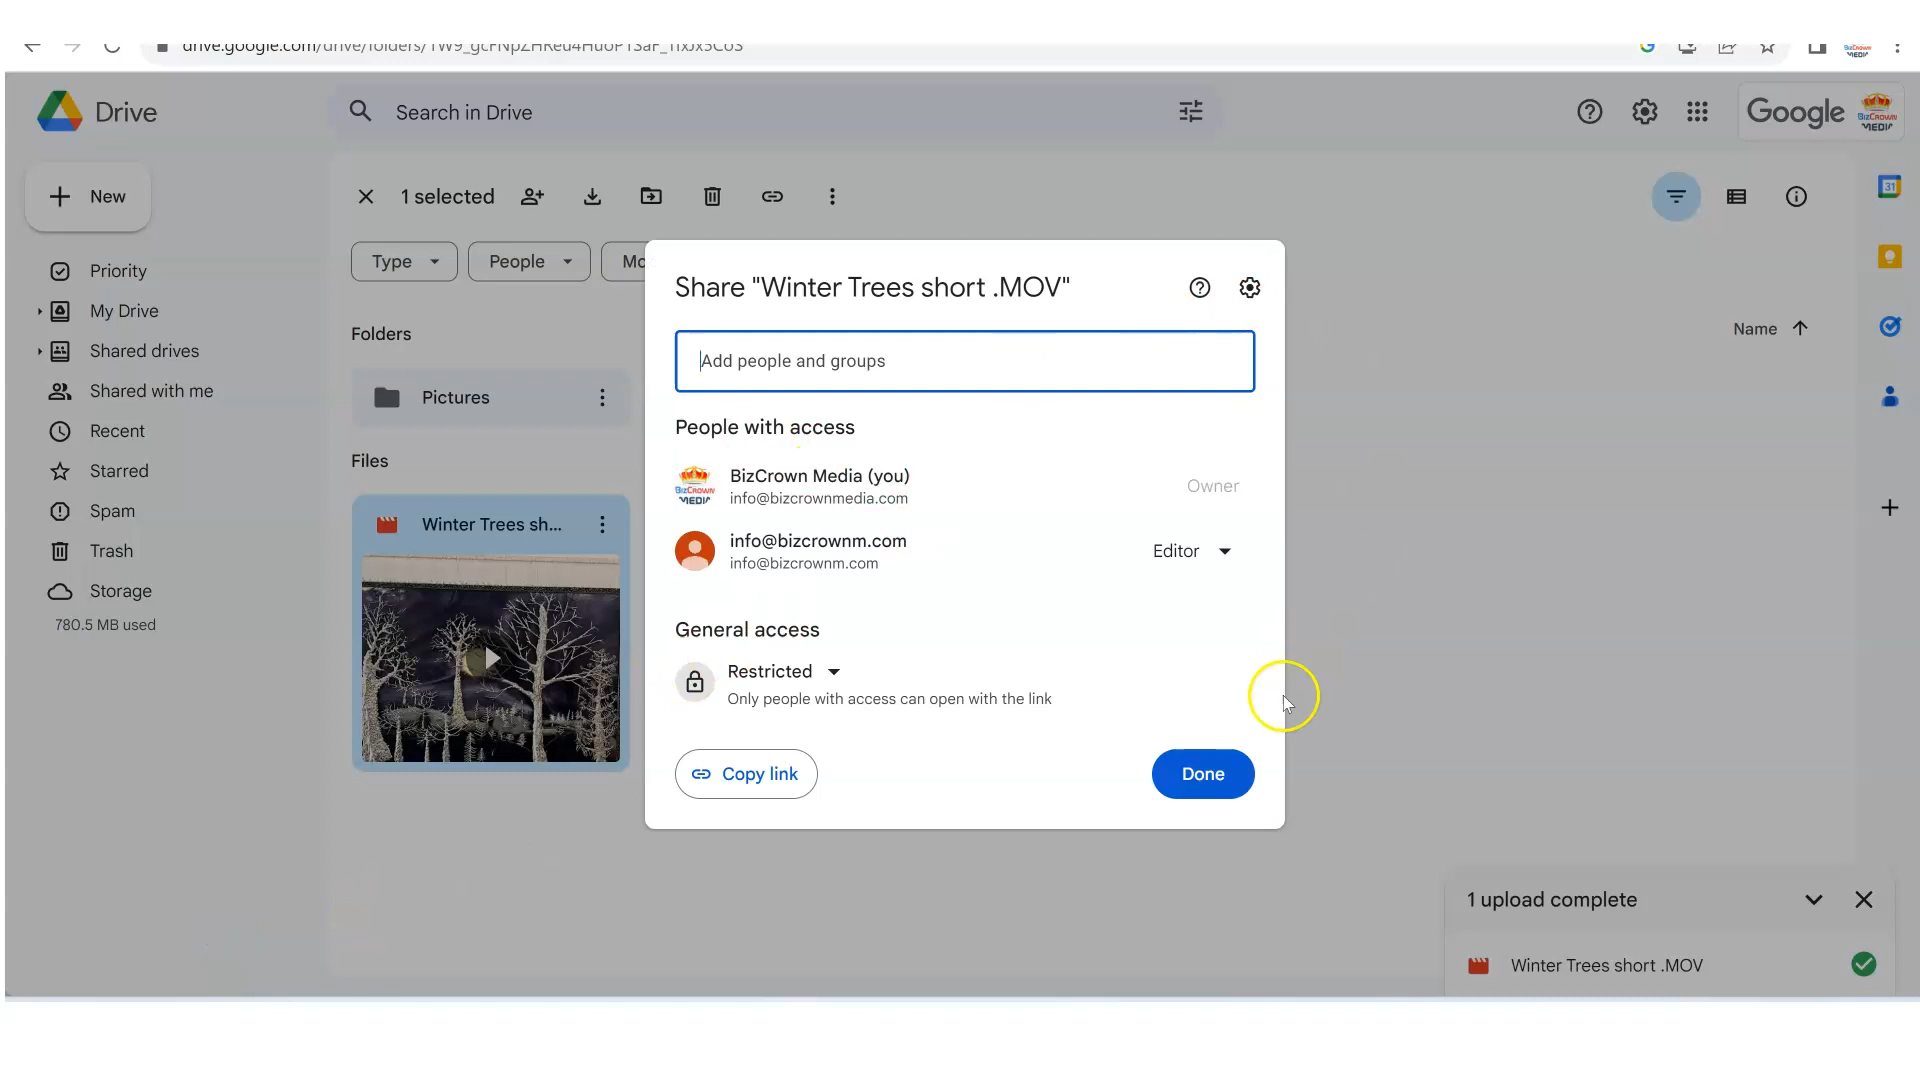 Drive
Search in Drive
Google
BizCrown
MEDIA
New
1 selected
Type
People
Priority
My Drive
Shared drives
Shared with me
Recent
Starred
Spam
Trash
Storage
780.5 MB used
Folders
Pictures
Files
Winter Trees sh...
Name
31
Share "Winter Trees short .MOV"
Add people and groups
People with access
BizCrown Media (you)
info@bizcrownmedia.com
Owner
info@bizcrownm.com
info@bizcrownm.com
Editor
General access
Restricted
Only people with access can open with the link
Copy link
Done
1 upload complete
Winter Trees short .MOV